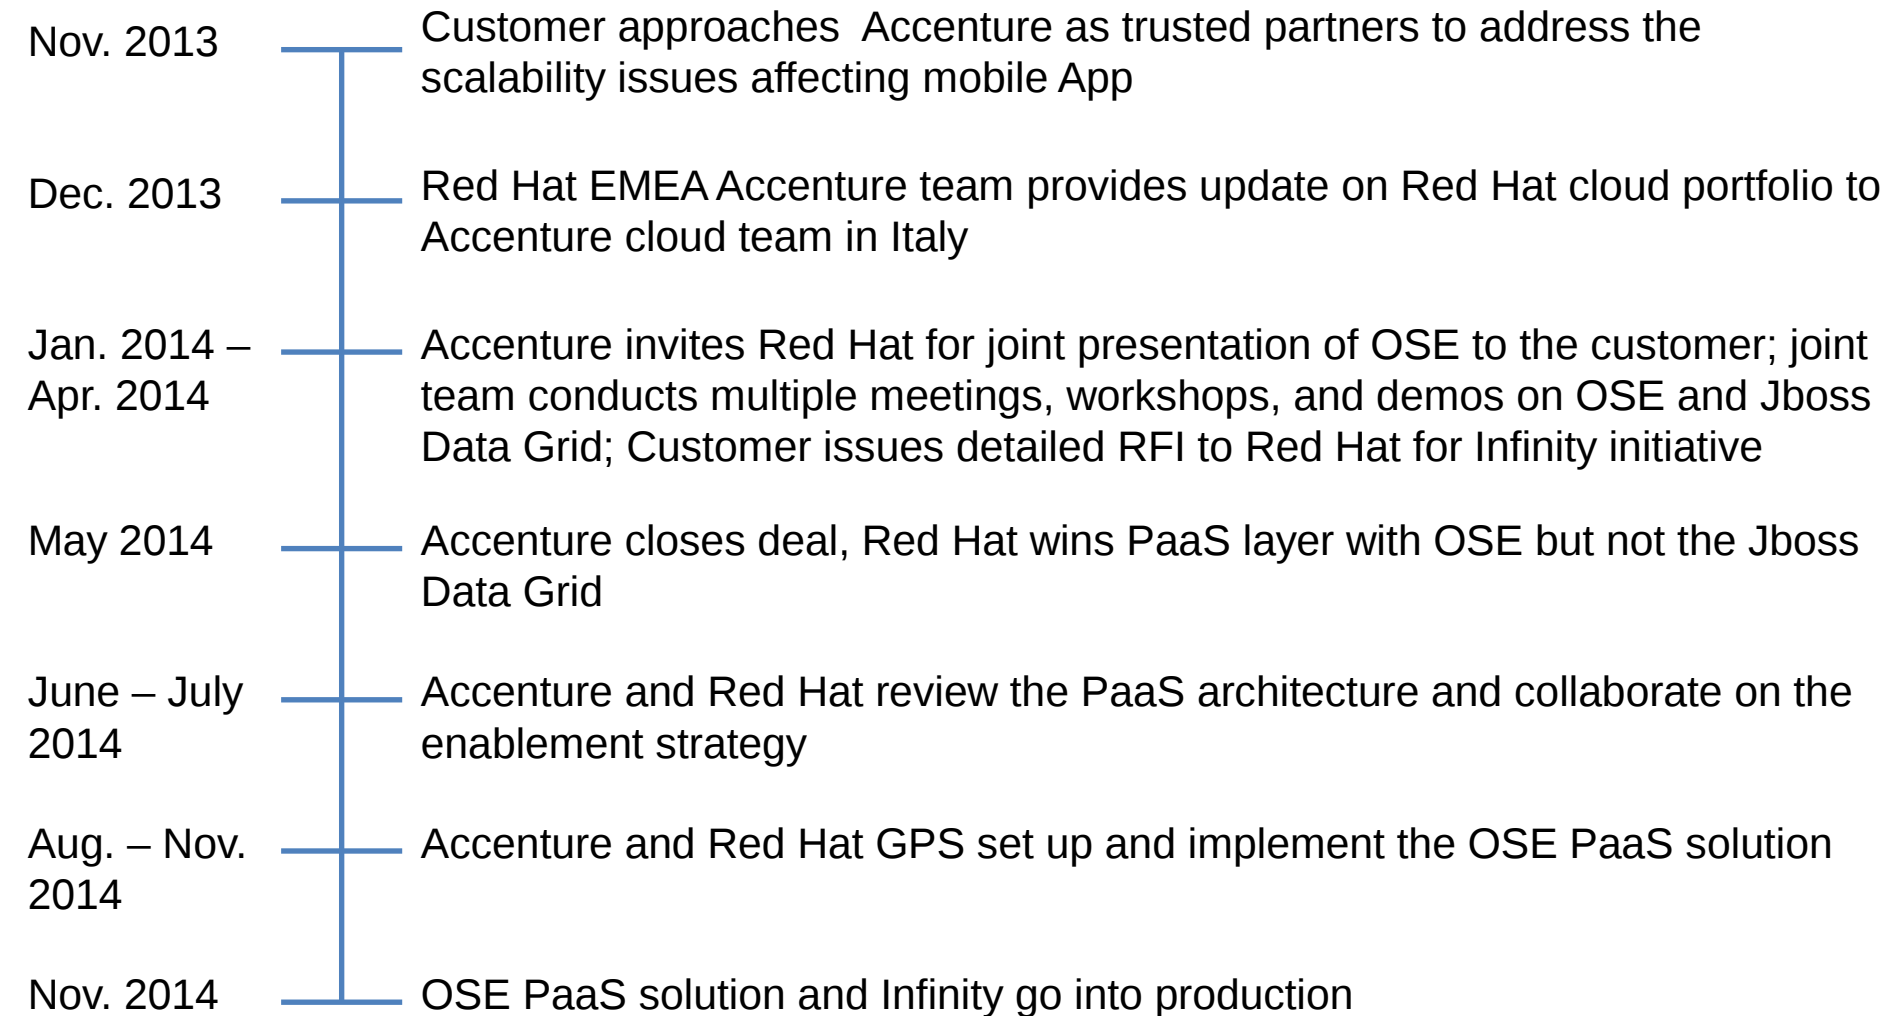 Nov. 2013
Customer approaches  Accenture as trusted partners to address the
scalability issues affecting mobile App
Dec. 2013
Red Hat EMEA Accenture team provides update on Red Hat cloud portfolio to
Accenture cloud team in Italy
Jan. 2014 –
Apr. 2014
Accenture invites Red Hat for joint presentation of OSE to the customer; joint
team conducts multiple meetings, workshops, and demos on OSE and Jboss
Data Grid; Customer issues detailed RFI to Red Hat for Infinity initiative
May 2014
Accenture closes deal, Red Hat wins PaaS layer with OSE but not the Jboss
Data Grid
June – July
2014
Accenture and Red Hat review the PaaS architecture and collaborate on the
enablement strategy
Aug. – Nov.
2014
Accenture and Red Hat GPS set up and implement the OSE PaaS solution
Nov. 2014
OSE PaaS solution and Infinity go into production